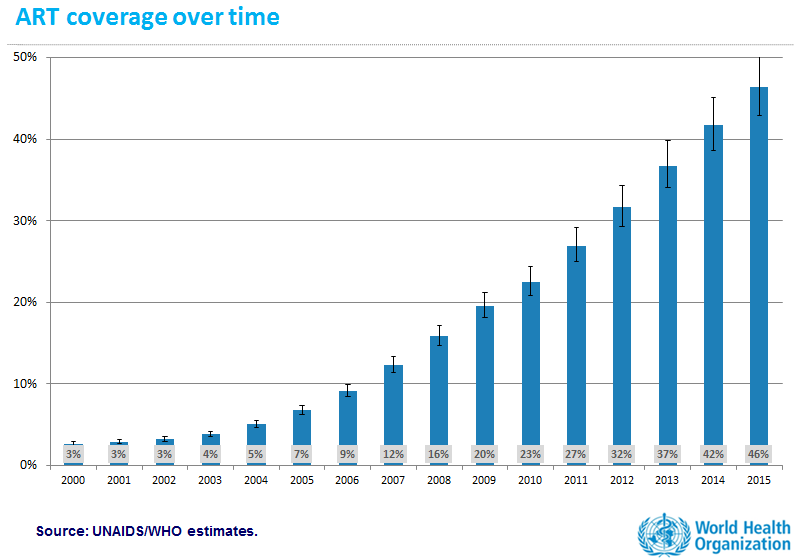 ART coverage over time
50%
40%
30%
20%
10%
0%
3% 3% 3% 4% 5% 7% 9% 12% 16% 20% 23% 27% 32% 37% 42% 46%
2000 2001 2002 2003 2004 2005 2006 2007 2008 2009 2010 2011 2012 2013 2014 2015
Source: UNAIDS/WHO estimates.
World Health
Organization